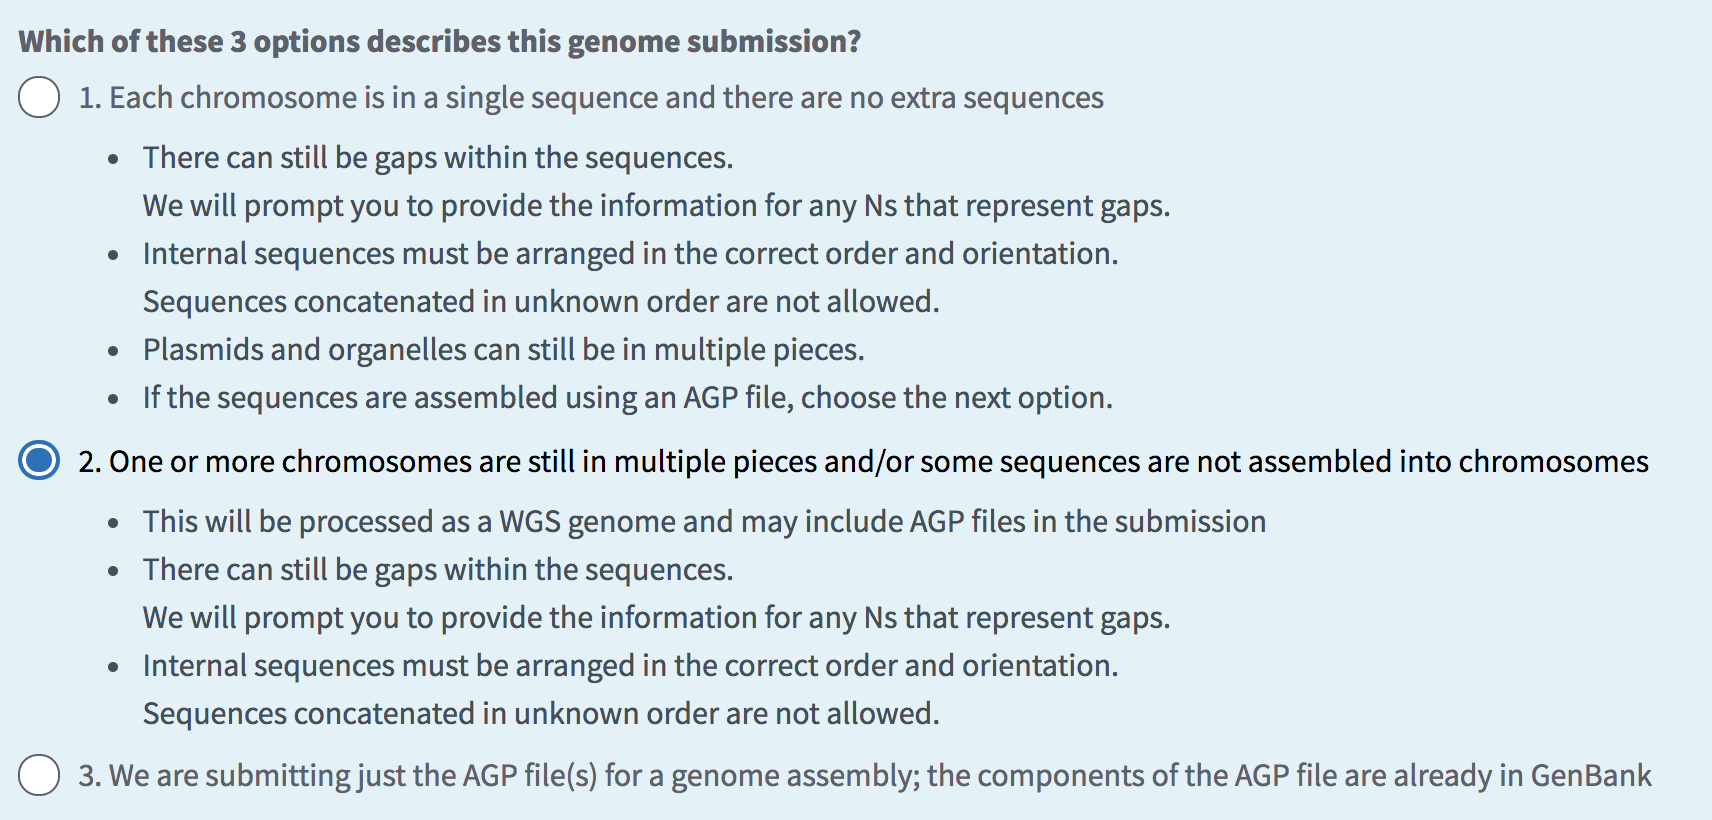 Which of these 3 options describes this genome submission?
1. Each chromosome is in a single sequence and there are no extra sequences
• There can still be gaps within the sequences.
We will prompt you to provide the information for any Ns that represent gaps.
• Internal sequences must be arranged in the correct order and orientation.
Sequences concatenated in unknown order are not allowed.
• Plasmids and organelles can still be in multiple pieces.
• If the sequences are assembled using an AGP file, choose the next option.
2. One or more chromosomes are still in multiple pieces and/or some sequences are not assembled into chromosomes
• This will be processed as a WGS genome and may include AGP files in the submission
• There can still be gaps within the sequences.
We will prompt you to provide the information for any Ns that represent gaps.
• Internal sequences must be arranged in the correct order and orientation.
Sequences concatenated in unknown order are not allowed.
3. We are submitting just the AGP file(s) for a genome assembly; the components of the AGP file are already in GenBank